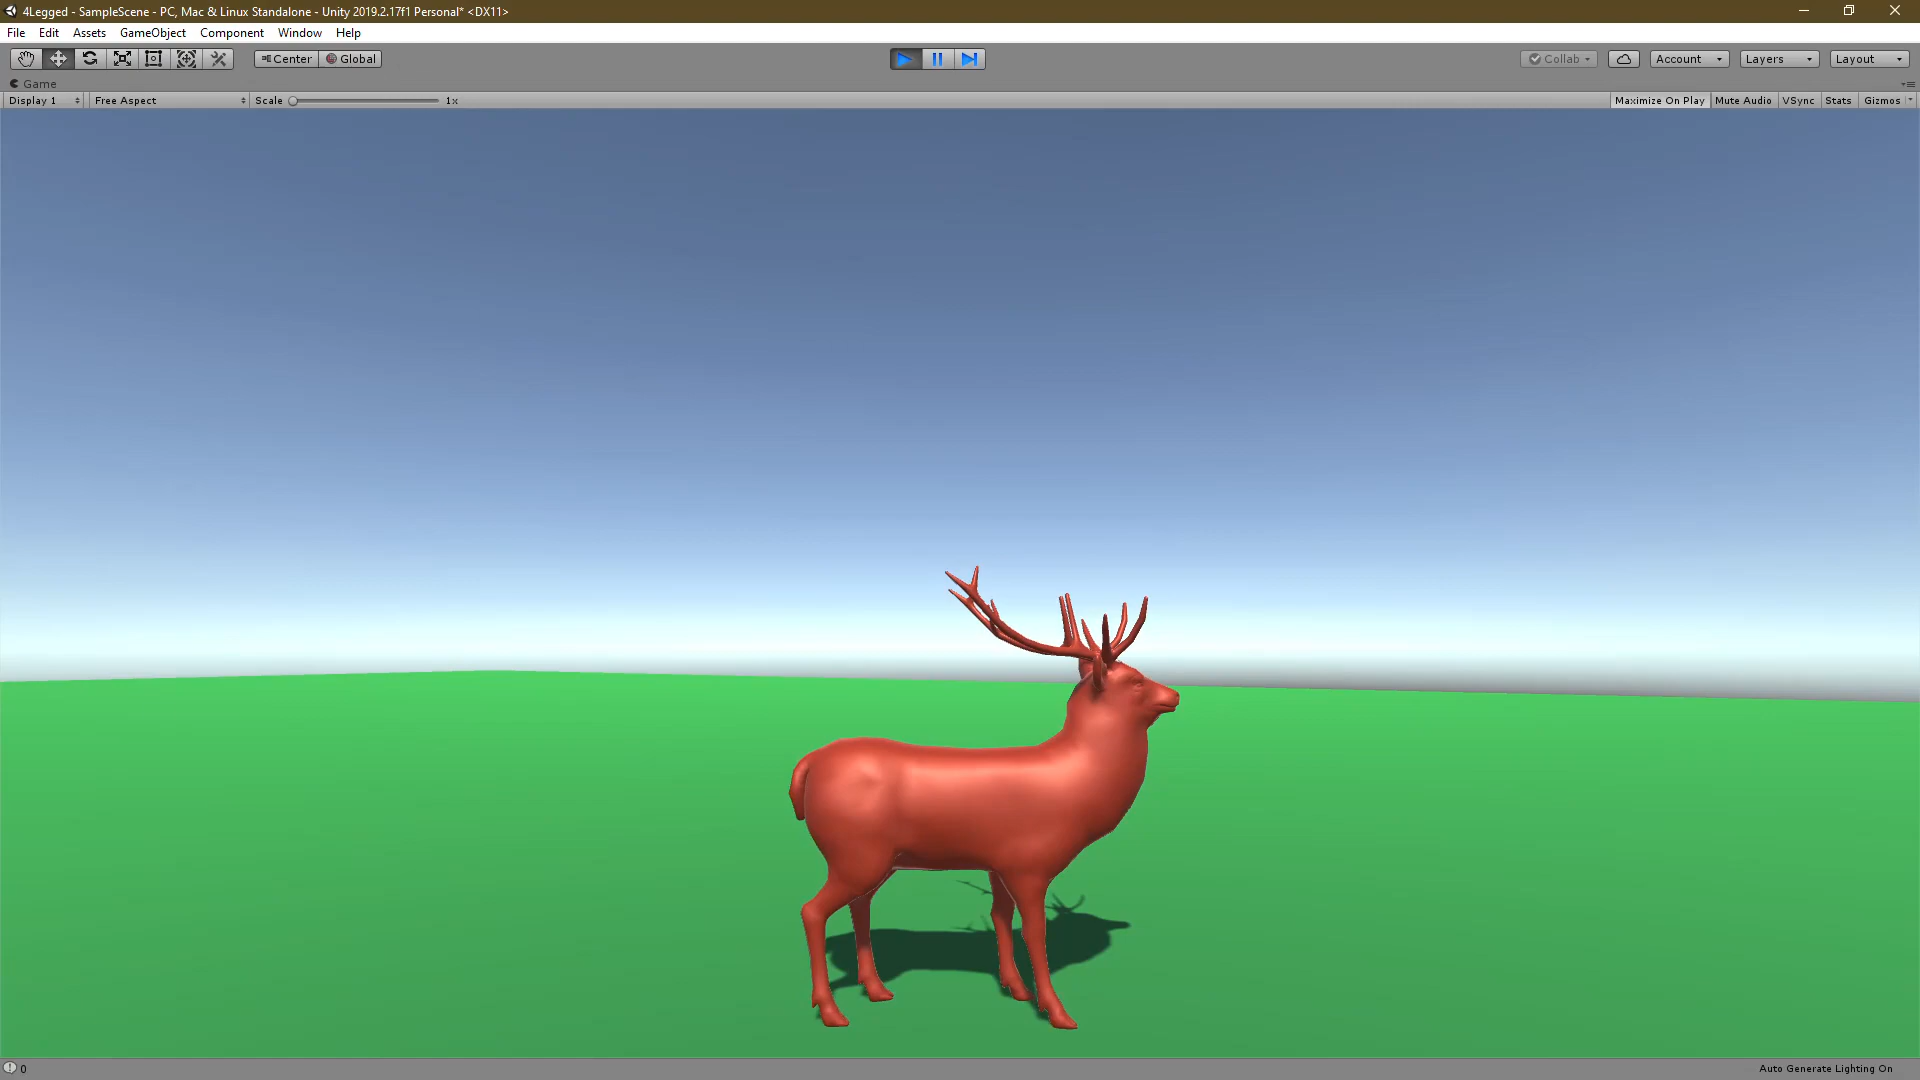 4Legged - SampleScene - PC, Mac & Linux Standalone - Unity 2019.2.17f1 Personal* <DX11>
File Edit Assets GameObject Component Window Help
Center Global Collab Account Layers Layout
Game
Display 1 Free Aspect Scale 1x Maximize On Play Mute Audio VSync Stats Gizmos
0 Auto Generate Lighting On